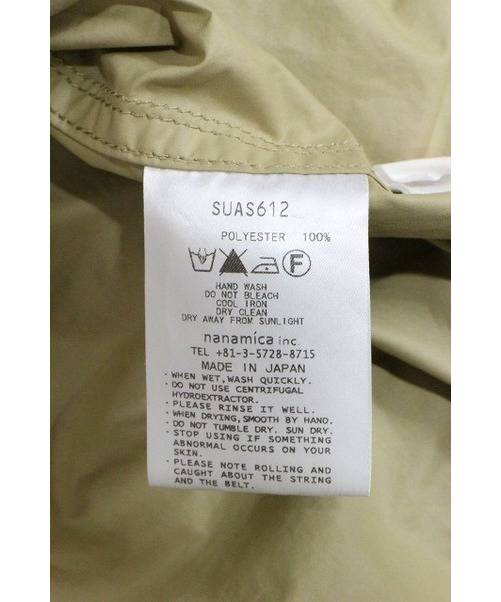 SUAS612
POLYESTER 100%
F
HAND WASH
DO NOT BLEACH
COOL IRON
DRY CLEAN
DRY AWAY FROM SUNLIGHT
nanamica inc.
TEL +81-3-5728-8715
MADE IN JAPAN
・WHEN WET,WASH QUICKLY.
・DO NOT USE CENTRIFUGAL
HYDROEXTRACTOR.
・PLEASE RINSE IT WELL.
・WHEN DRYING,SMOOTH BY HAND.
・DO NOT TUMBLE DRY. SUN DRY.
・STOP USING IF SOMETHING
ABNORMAL OCCURS ON YOUR
SKIN.
・PLEASE NOTE ROLLING AND
CAUGHT ABOUT THE STRING
AND THE BELT.